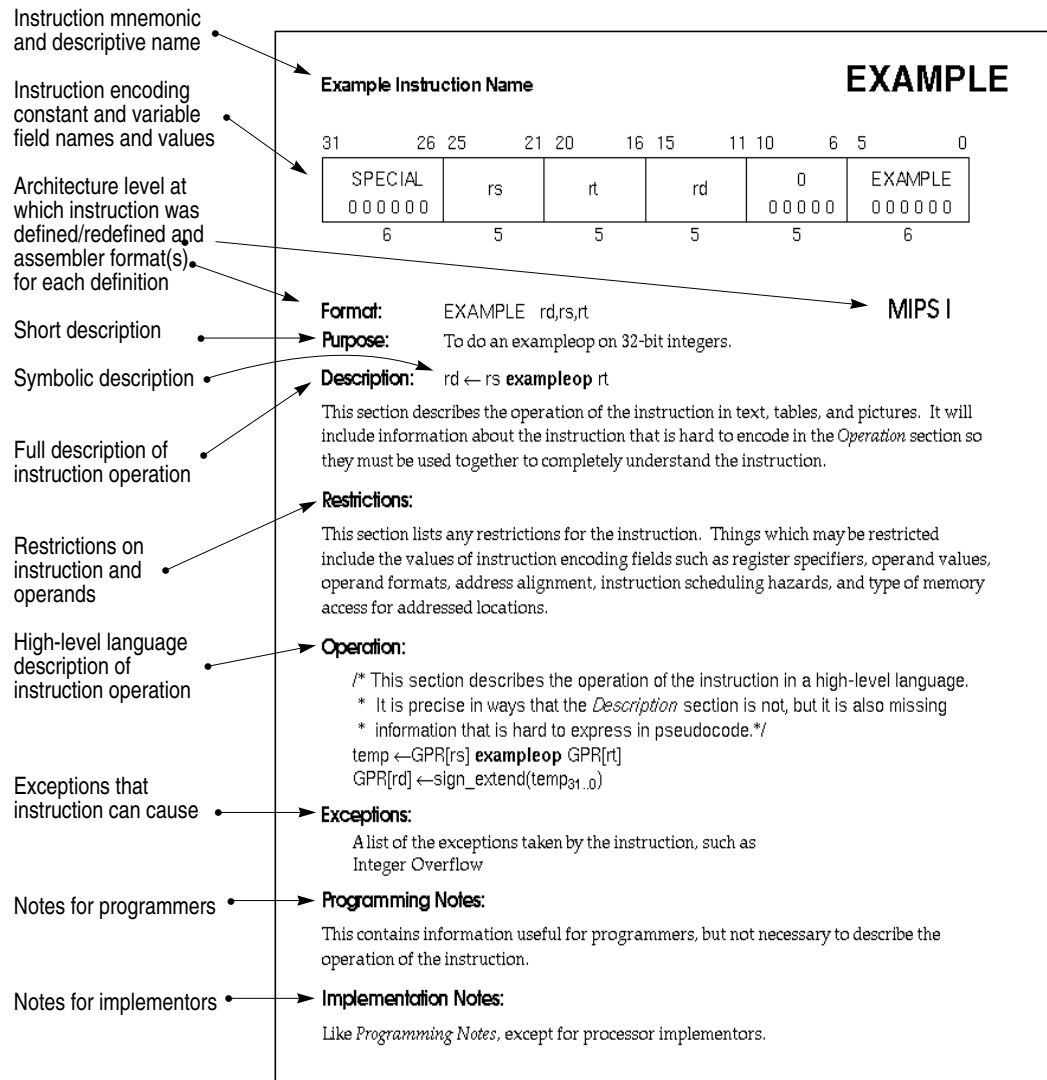 Instruction mnemonic
and descriptive name
Instruction encoding
constant and variable
field names and values
Architecture level at
which instruction was
defined/redefined and
assembler format(s)
for each definition
Short description
Symbolic description
Full description of
instruction operation
Restrictions on
instruction and
operands
High-level language
description of
instruction operation
Exceptions that
instruction can cause
Notes for programmers
Notes for implementors
Example Instruction Name
EXAMPLE
31 26 25 21 20 16 15 11 10 6 5 0
SPECIAL rs rt rd 0 EXAMPLE
000000 00000 000000
6 5 5 5 5 6
Format: EXAMPLE rd,rs,rt MIPS I
Purpose: To do an exampleop on 32-bit integers.
Description: rd ← rs exampleop rt
This section describes the operation of the instruction in text, tables, and pictures. It will
include information about the instruction that is hard to encode in the Operation section so
they must be used together to completely understand the instruction.
Restrictions:
This section lists any restrictions for the instruction. Things which may be restricted
include the values of instruction encoding fields such as register specifiers, operand values,
operand formats, address alignment, instruction scheduling hazards, and type of memory
access for addressed locations.
Operation:
/* This section describes the operation of the instruction in a high-level language.
* It is precise in ways that the Description section is not, but it is also missing
* information that is hard to express in pseudocode.*/
temp ←GPR[rs] exampleop GPR[rt]
GPR[rd] ←sign_extend(temp31..0)
Exceptions:
A list of the exceptions taken by the instruction, such as
Integer Overflow
Programming Notes:
This contains information useful for programmers, but not necessary to describe the
operation of the instruction.
Implementation Notes:
Like Programming Notes, except for processor implementors.